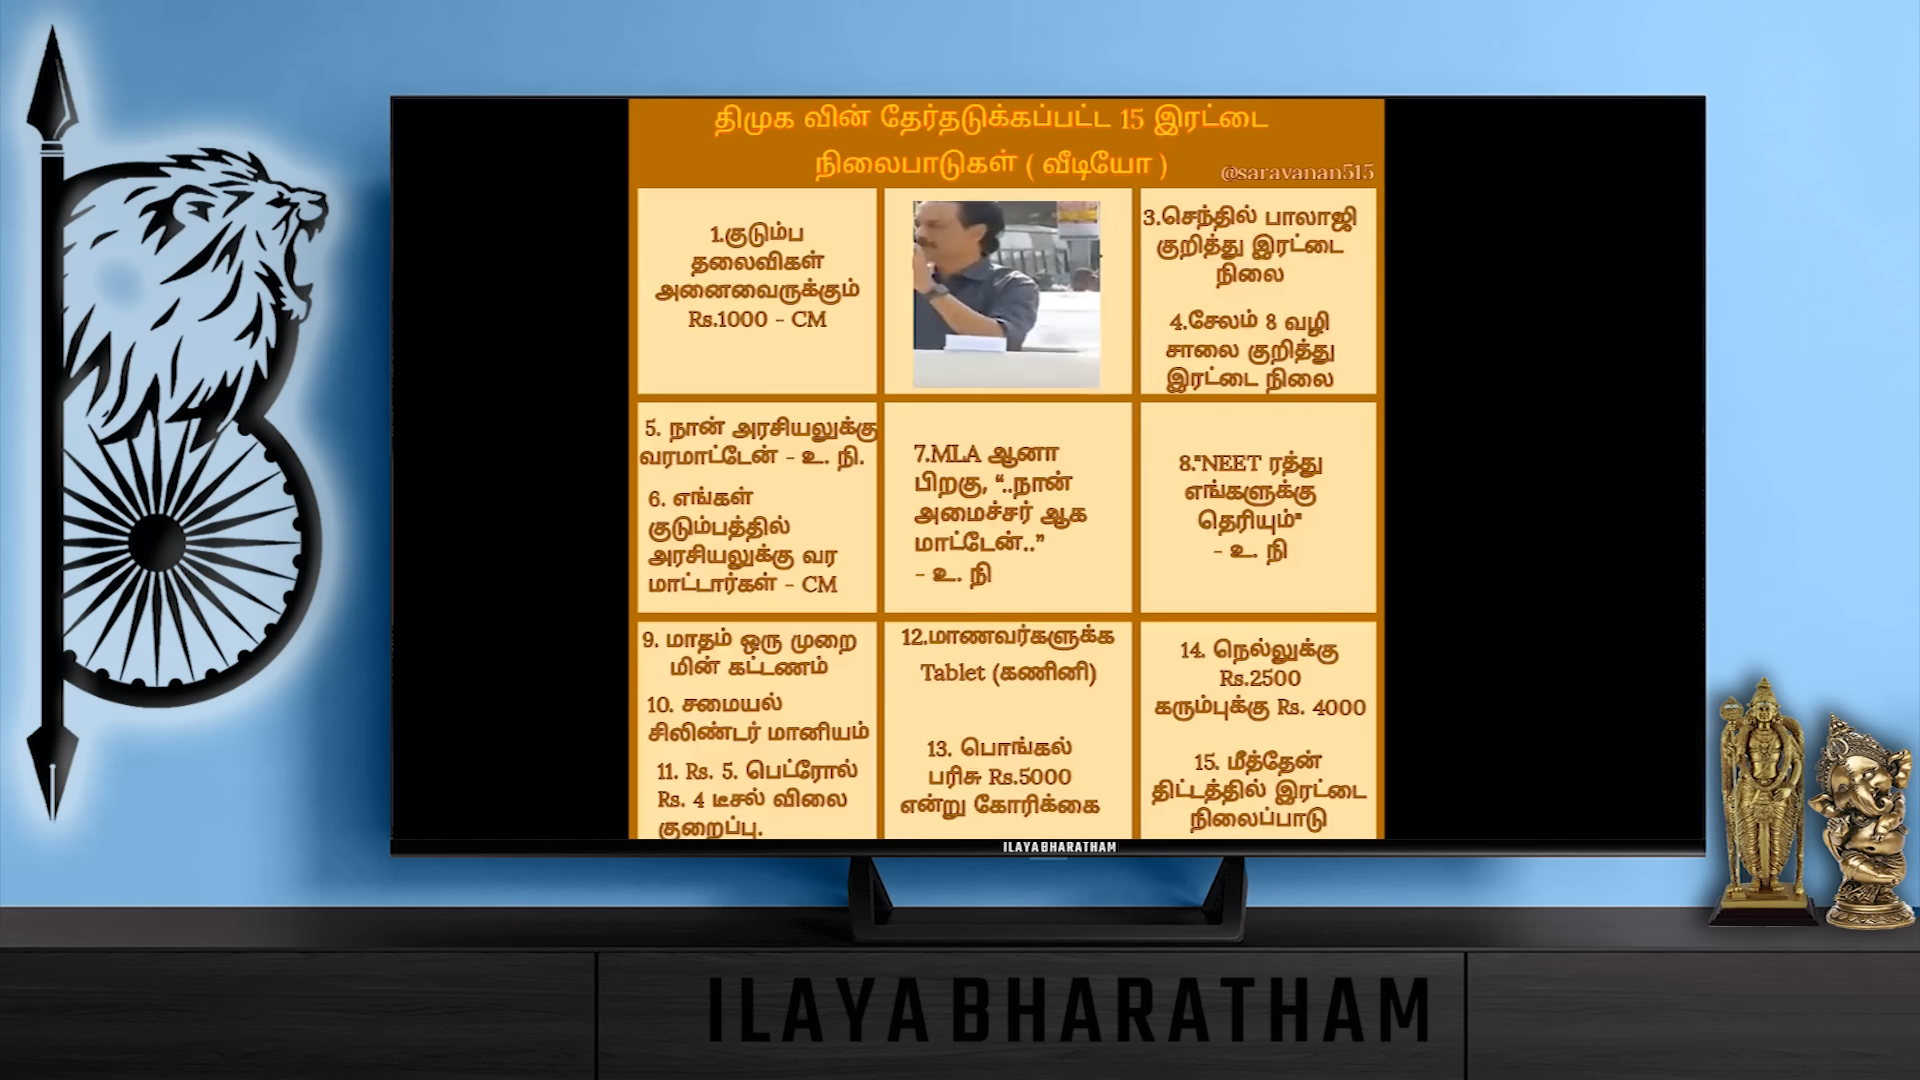 திமுக வின் தேர்தடுக்கப்பட்ட 15 இரட்டை
நிலைபாடுகள் ( வீடியோ )
@saravanan515
1.குடும்ப
தலைவிகள்
அனைவைருக்கும்
Rs.1000 - CM
3.செந்தில் பாலாஜி
குறித்து இரட்டை
நிலை
4.சேலம் 8 வழி
சாலை குறித்து
இரட்டை நிலை
5. நான் அரசியலுக்கு
வரமாட்டேன் - உ. நி.
6. எங்கள்
குடும்பத்தில்
அரசியலுக்கு வர
மாட்டார்கள் - CM
7.MLA ஆனா
பிறகு, “..நான்
அமைச்சர் ஆக
மாட்டேன்..”
- உ. நி
8."NEET ரத்து
எங்களுக்கு
தெரியும்"
- உ. நி
9. மாதம் ஒரு முறை
மின் கட்டணம்
10. சமையல்
சிலிண்டர் மானியம்
11. Rs. 5. பெட்ரோல்
Rs. 4 டீசல் விலை
குறைப்பு.
12.மாணவர்களுக்க
Tablet (கணினி)
13. பொங்கல்
பரிசு Rs.5000
என்று கோரிக்கை
14. நெல்லுக்கு
Rs.2500
கரும்புக்கு Rs. 4000
15. மீத்தேன்
திட்டத்தில் இரட்டை
நிலைப்பாடு
ILAYABHARATHAM
ILAYABHARATHAM